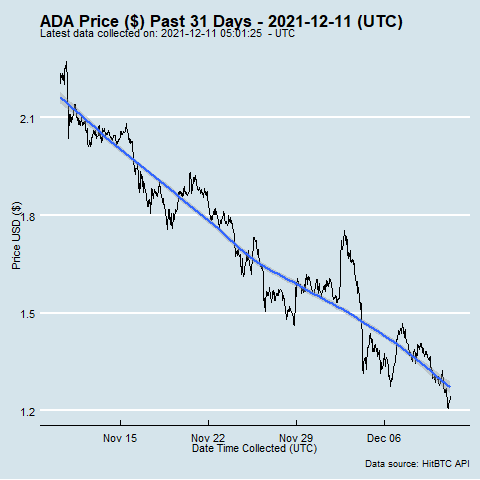 ADA Price ($) Past 31 Days - 2021-12-11 (UTC)
Latest data collected on: 2021-12-11 05:01:25  - UTC
2.1
1.8
1.5
1.2
Price USD ($)
Nov 15
Nov 22
Nov 29
Dec 06
Date Time Collected (UTC)
Data source: HitBTC API